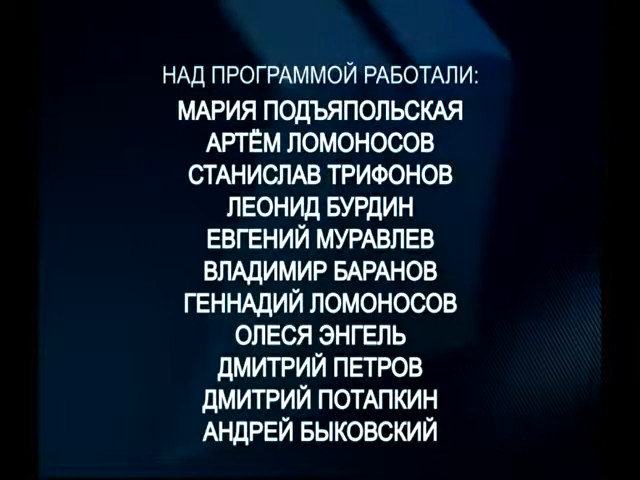 НАД ПРОГРАММОЙ РАБОТАЛИ:
МАРИЯ ПОДЪЯПОЛЬСКАЯ
АРТЁМ ЛОМОНОСОВ
СТАНИСЛАВ ТРИФОНОВ
ЛЕОНИД БУРДИН
ЕВГЕНИЙ МУРАВЛЕВ
ВЛАДИМИР БАРАНОВ
ГЕННАДИЙ ЛОМОНОСОВ
ОЛЕСЯ ЭНГЕЛЬ
ДМИТРИЙ ПЕТРОВ
ДМИТРИЙ ПОТАПКИН
АНДРЕЙ БЫКОВСКИЙ